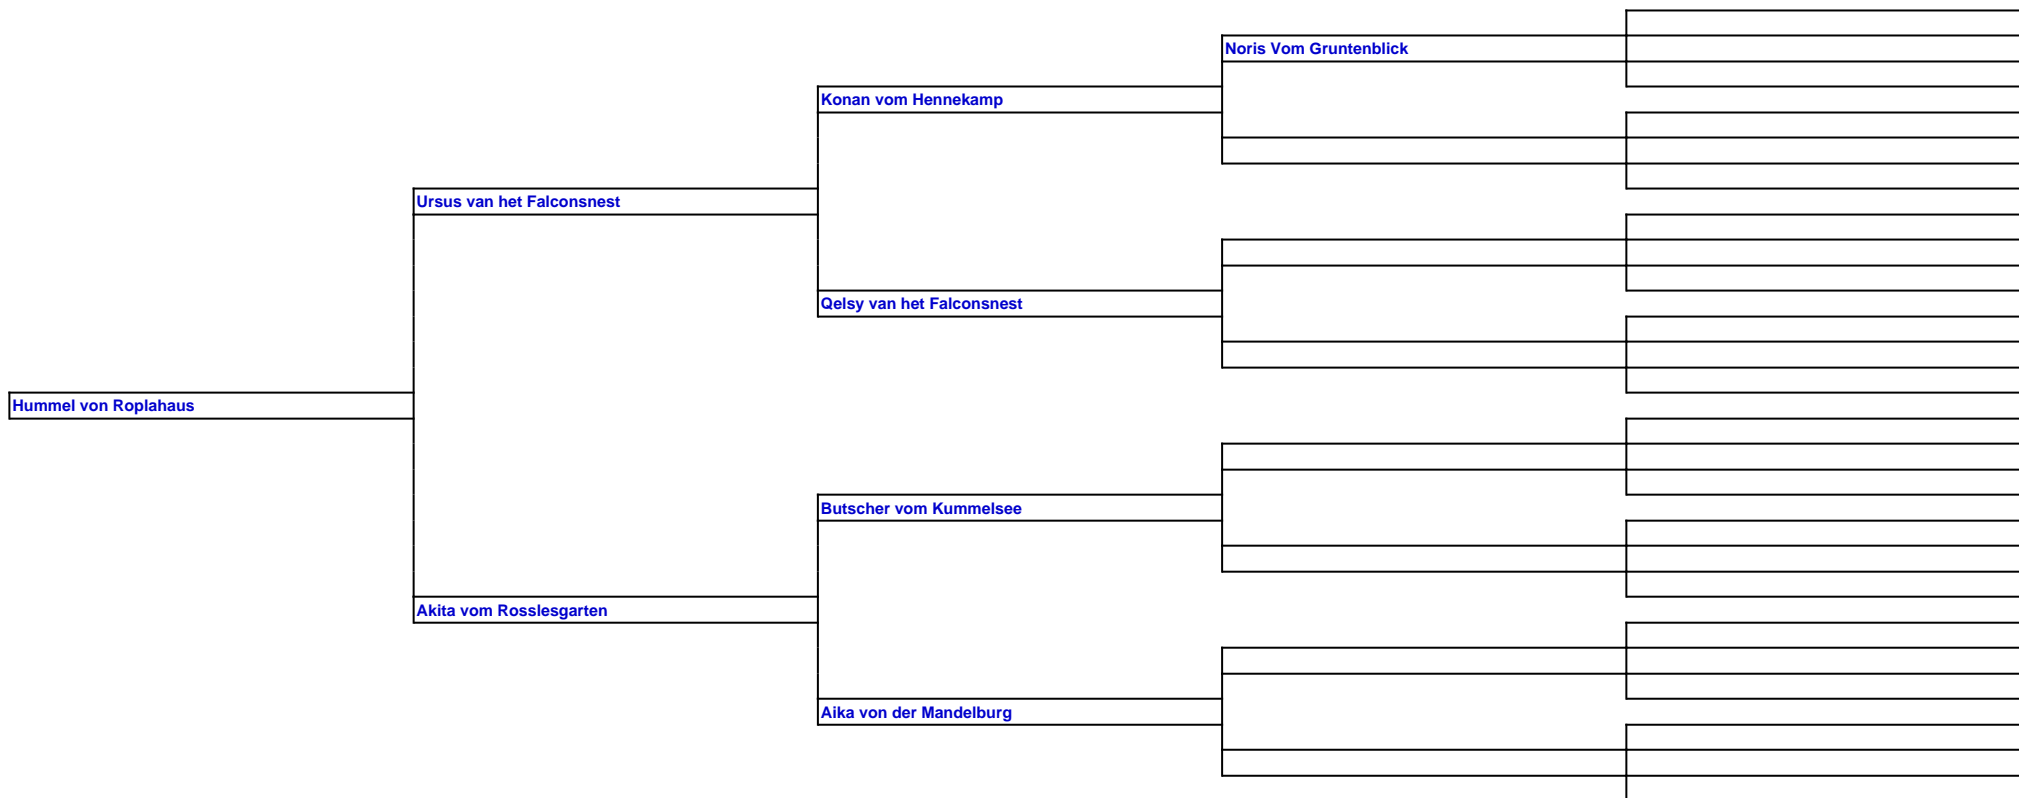 Noris Vom Gruntenblick
Konan vom Hennekamp
Ursus van het Falconsnest
Qelsy van het Falconsnest
Hummel von Roplahaus
Butscher vom Kummelsee
Akita vom Rosslesgarten
Aika von der Mandelburg